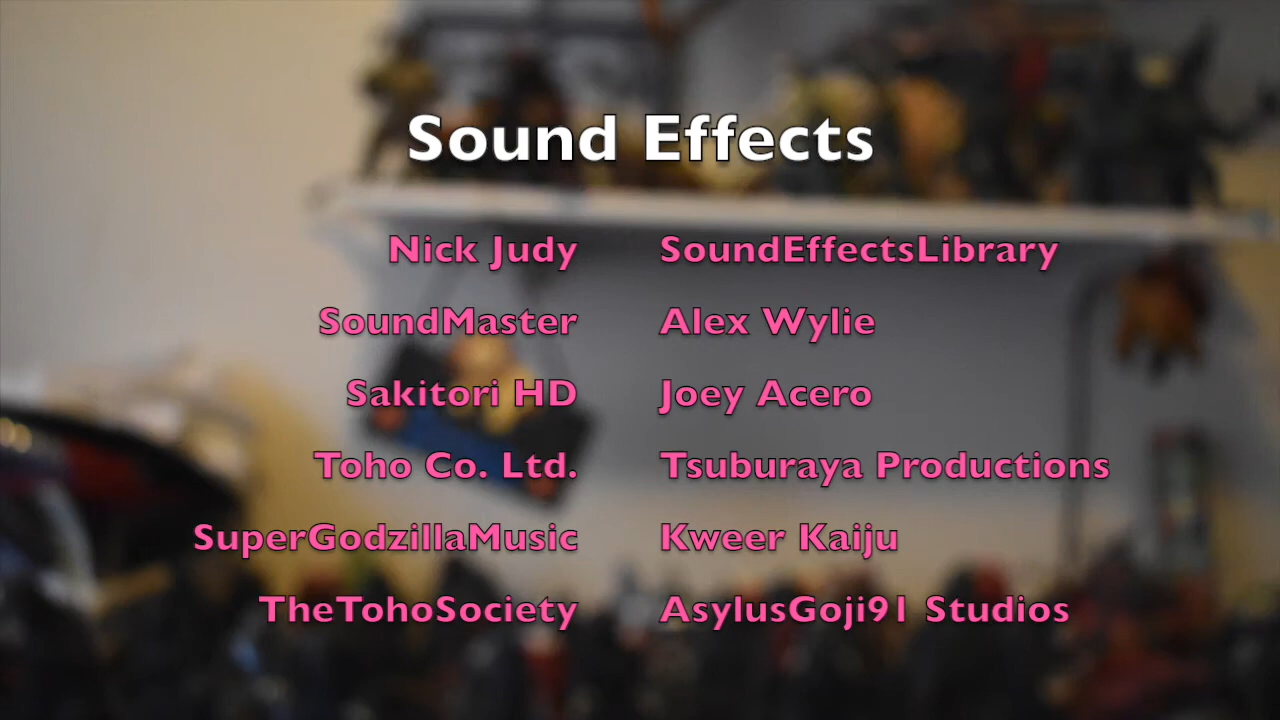 Sound Effects
Nick Judy SoundEffectsLibrary
SoundMaster Alex Wylie
Sakitori HD Joey Acero
Toho Co. Ltd. Tsuburaya Productions
SuperGodzillaMusic Kweer Kaiju
TheTohoSociety AsylusGoji91 Studios